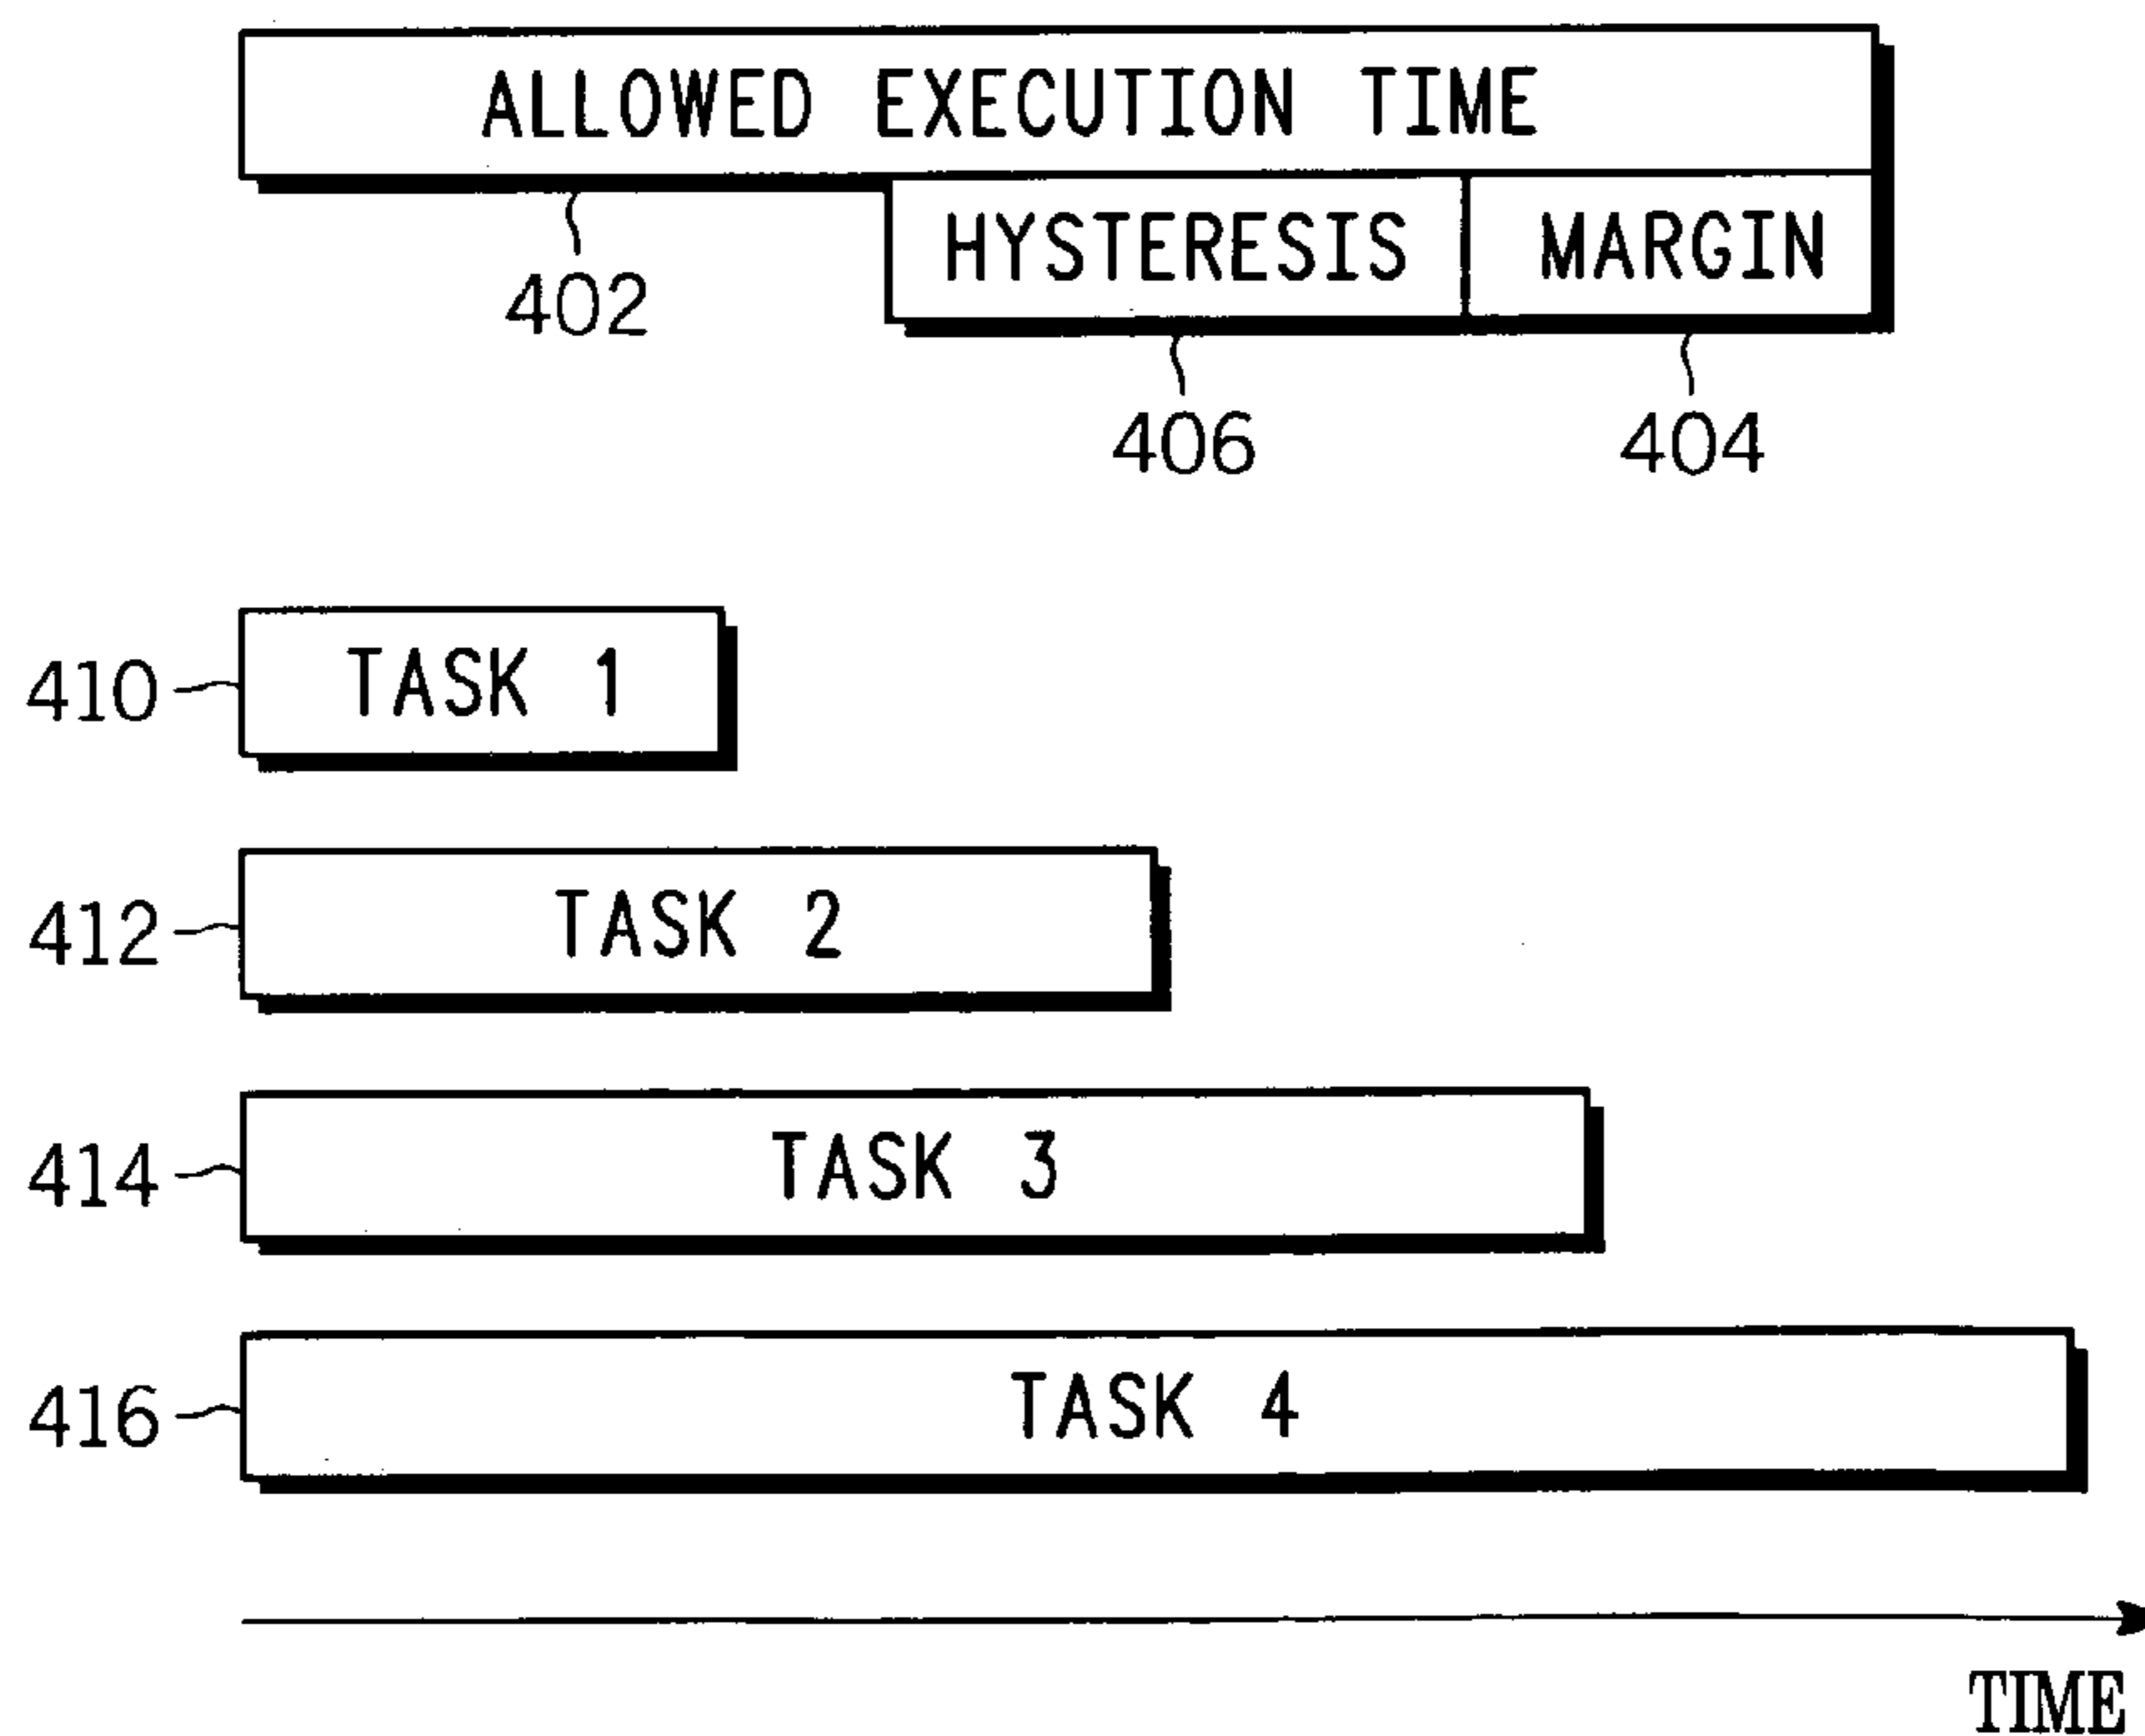 ALLOWED EXECUTION TIME
HYSTERESIS MARGIN
402
406 404
410 TASK 1
412 TASK 2
414 TASK 3
416 TASK 4
TIME